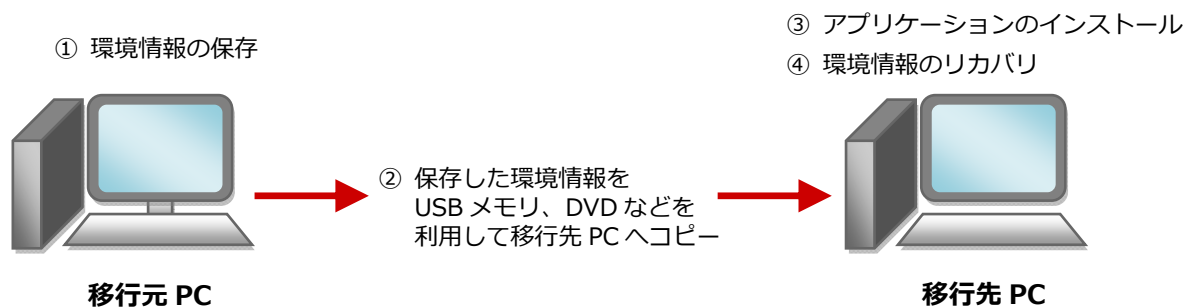 ① 環境情報の保存
③ アプリケーションのインストール
④ 環境情報のリカバリ
② 保存した環境情報を
USB メモリ、DVD などを
利用して移行先 PC へコピー
移行元 PC
移行先 PC